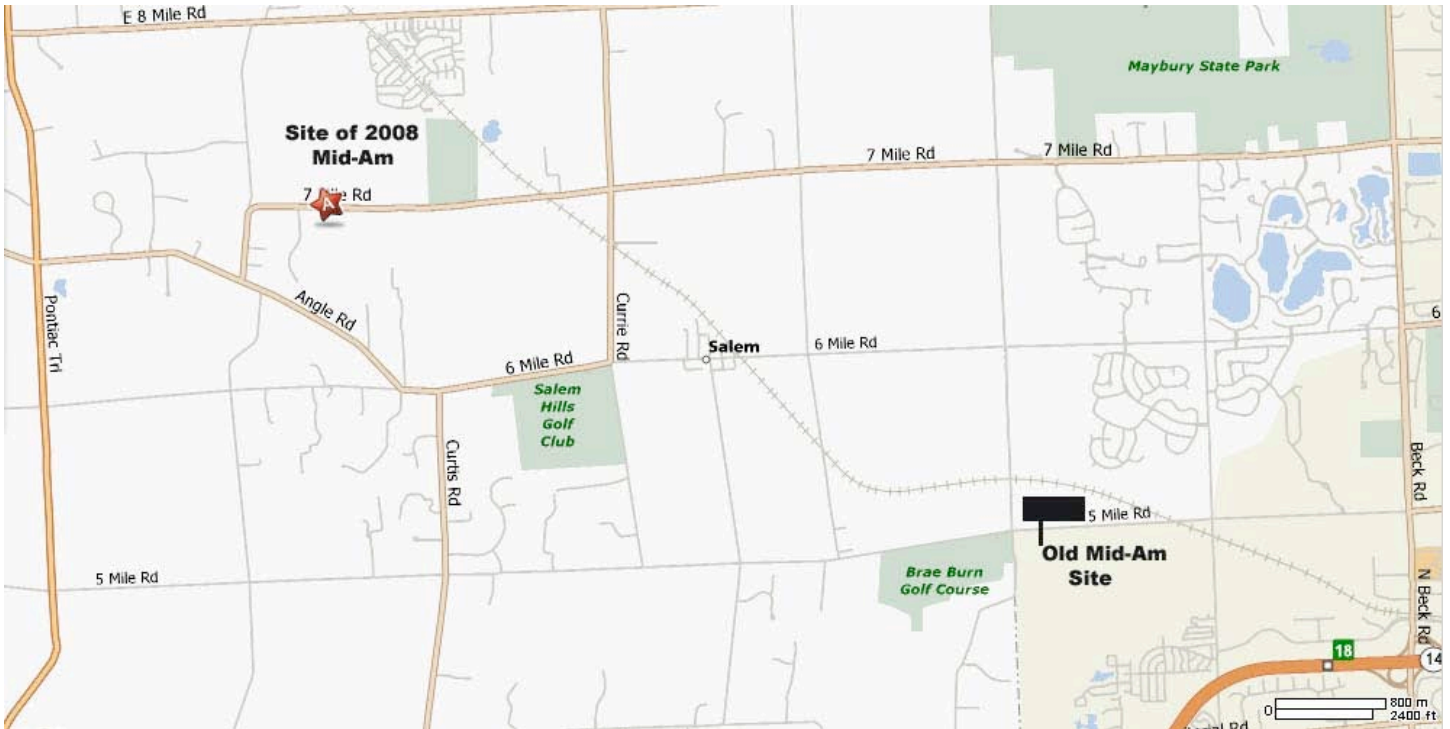 E 8 Mile Rd
Maybury State Park
Site of 2008
Mid-Am
7 Mile Rd
7 Mile Rd
7 Mile Rd
A
Pontiac Trl
Angle Rd
Currie Rd
6 Mile Rd
Salem
6 Mile Rd
6
Salem
Hills
Golf
Club
Curtis Rd
Beck Rd
5 Mile Rd
Old Mid-Am
Site
5 Mile Rd
Brae Burn
Golf Course
N Beck Rd
18
14
0
800 m
2400 ft
Rd